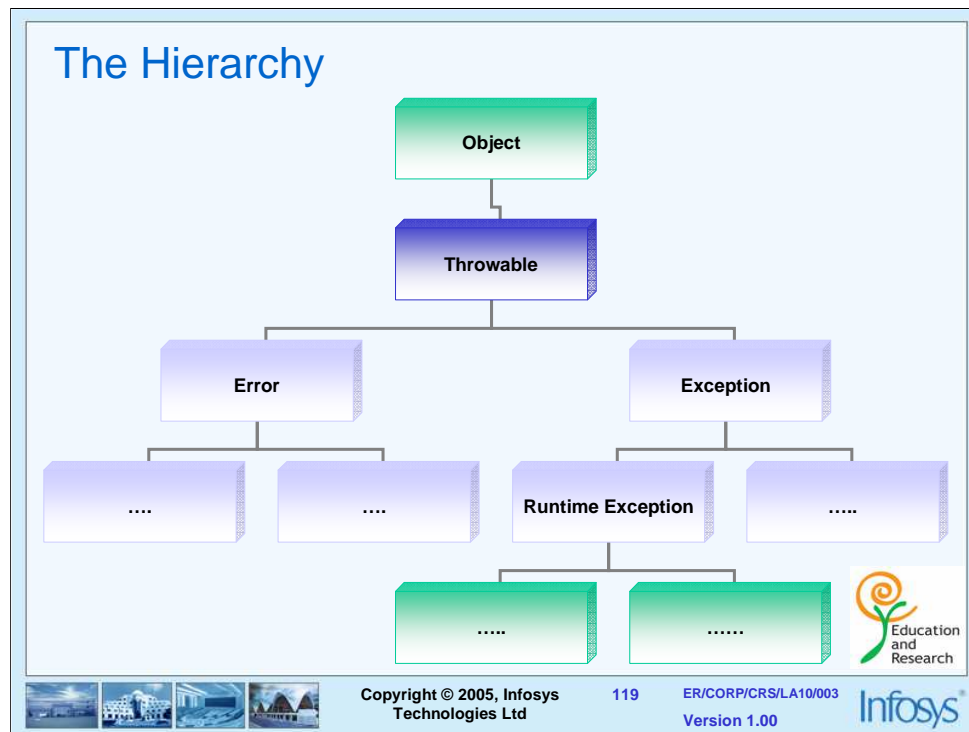 The Hierarchy
Object
Throwable
Error
Exception
….
….
Runtime Exception
…..
…..
……
Education
and
Research
Copyright © 2005, Infosys
Technologies Ltd
119
ER/CORP/CRS/LA10/003
Version 1.00
Infosys®